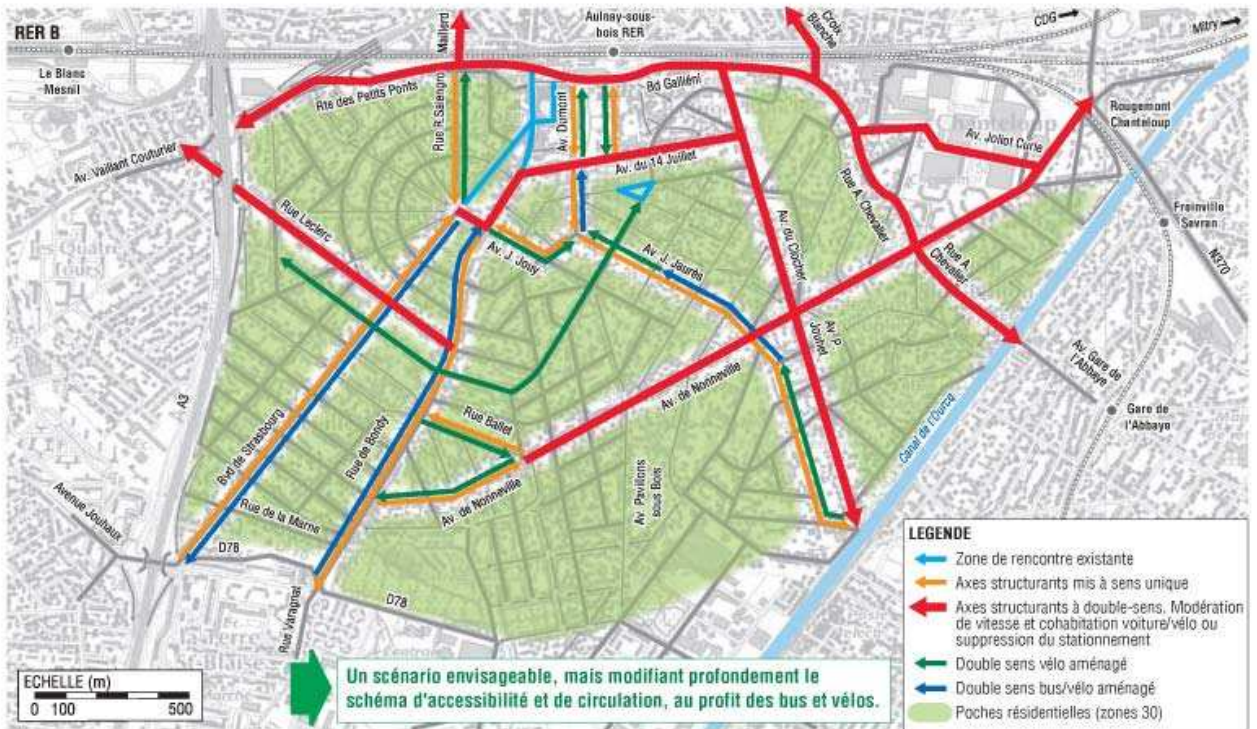 RER B
Le Blanc
Mesnil
Maillerd
Aulnay-sous-
bois RER
Croix
Blanche
CDG
Mitry
Rte des Petits Ponts
Rue R.Salengro
Av. Dumont
Bd Galliéni
Rougemont
Chanteloup
Av. Joliot Curie
Av. Vaillant Couturier
Av. du 14 Juillet
Rue Leclerc
Av. J. Jouy
Av. J. Jaurès
Av. du Clocher
Rue A. Chevalier
Rue A.
Chevalier
Freinville
Sevran
N370
Av. P.
Jouhet
Av. Gare de
l'Abbaye
Gare de
l'Abbaye
A3
Bvd de Strasbourg
Rue de Bondy
Rue Ballet
Av. de Nonneville
Av. de Nonneville
Av. Pavillons
sous Bois
Canal de l'Ourcq
Avenue Jouhaux
Rue de la Marne
D78
D78
Rue Varagnat
LEGENDE
Zone de rencontre existante
Axes structurants mis à sens unique
Axes structurants à double-sens. Modération
de vitesse et cohabitation voiture/vélo ou
suppression du stationnement
Double sens vélo aménagé
Double sens bus/vélo aménagé
Poches résidentielles (zones 30)
ECHELLE (m)
0 100 500
Un scénario envisageable, mais modifiant profondement le
schéma d'accessibilité et de circulation, au profit des bus et vélos.